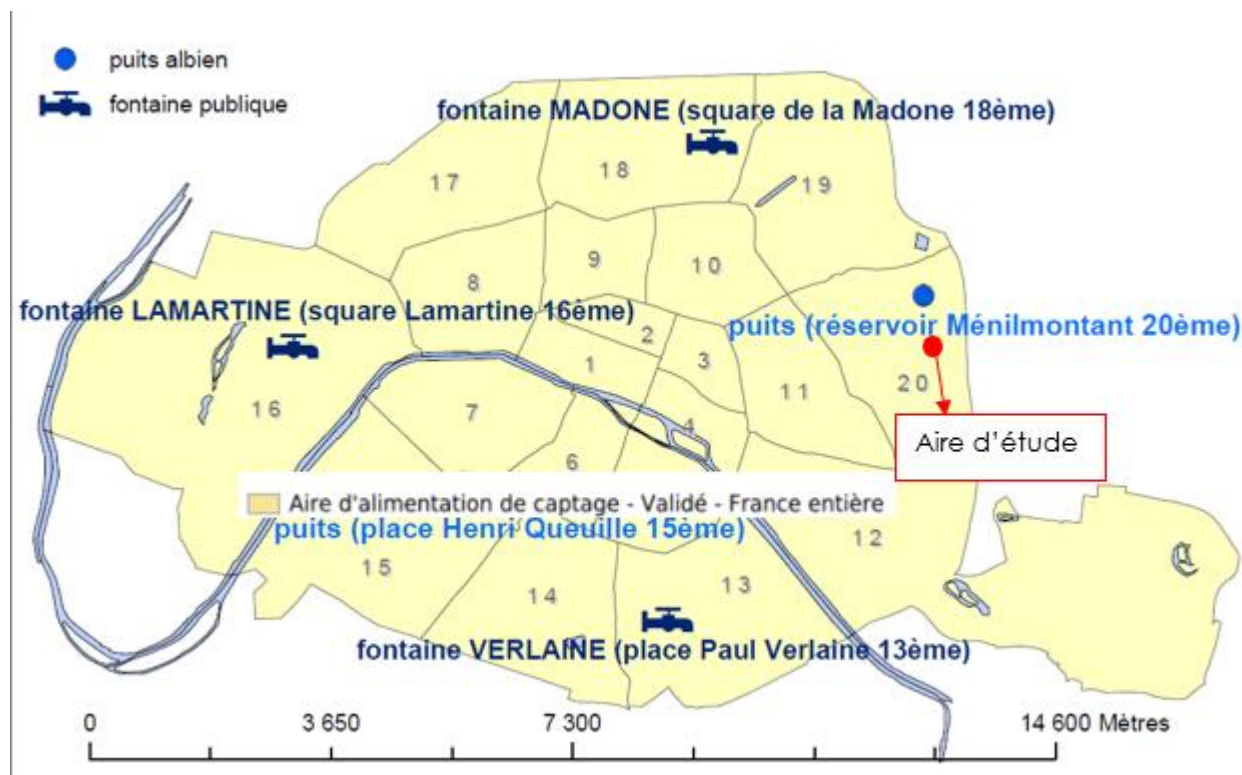 puits albien
fontaine publique
fontaine MADONE (square de la Madone 18ème)
17
18
19
9
10
8
fontaine LAMARTINE (square Lamartine 16ème)
puits (réservoir Ménilmontant 20ème)
2
3
1
11
20
16
7
4
Aire d'étude
6
Aire d'alimentation de captage - Validé - France entière
puits (place Henri Queuille 15ème)
12
15
14
13
fontaine VERLAINE (place Paul Verlaine 13ème)
0 3 650 7 300 14 600 Mètres